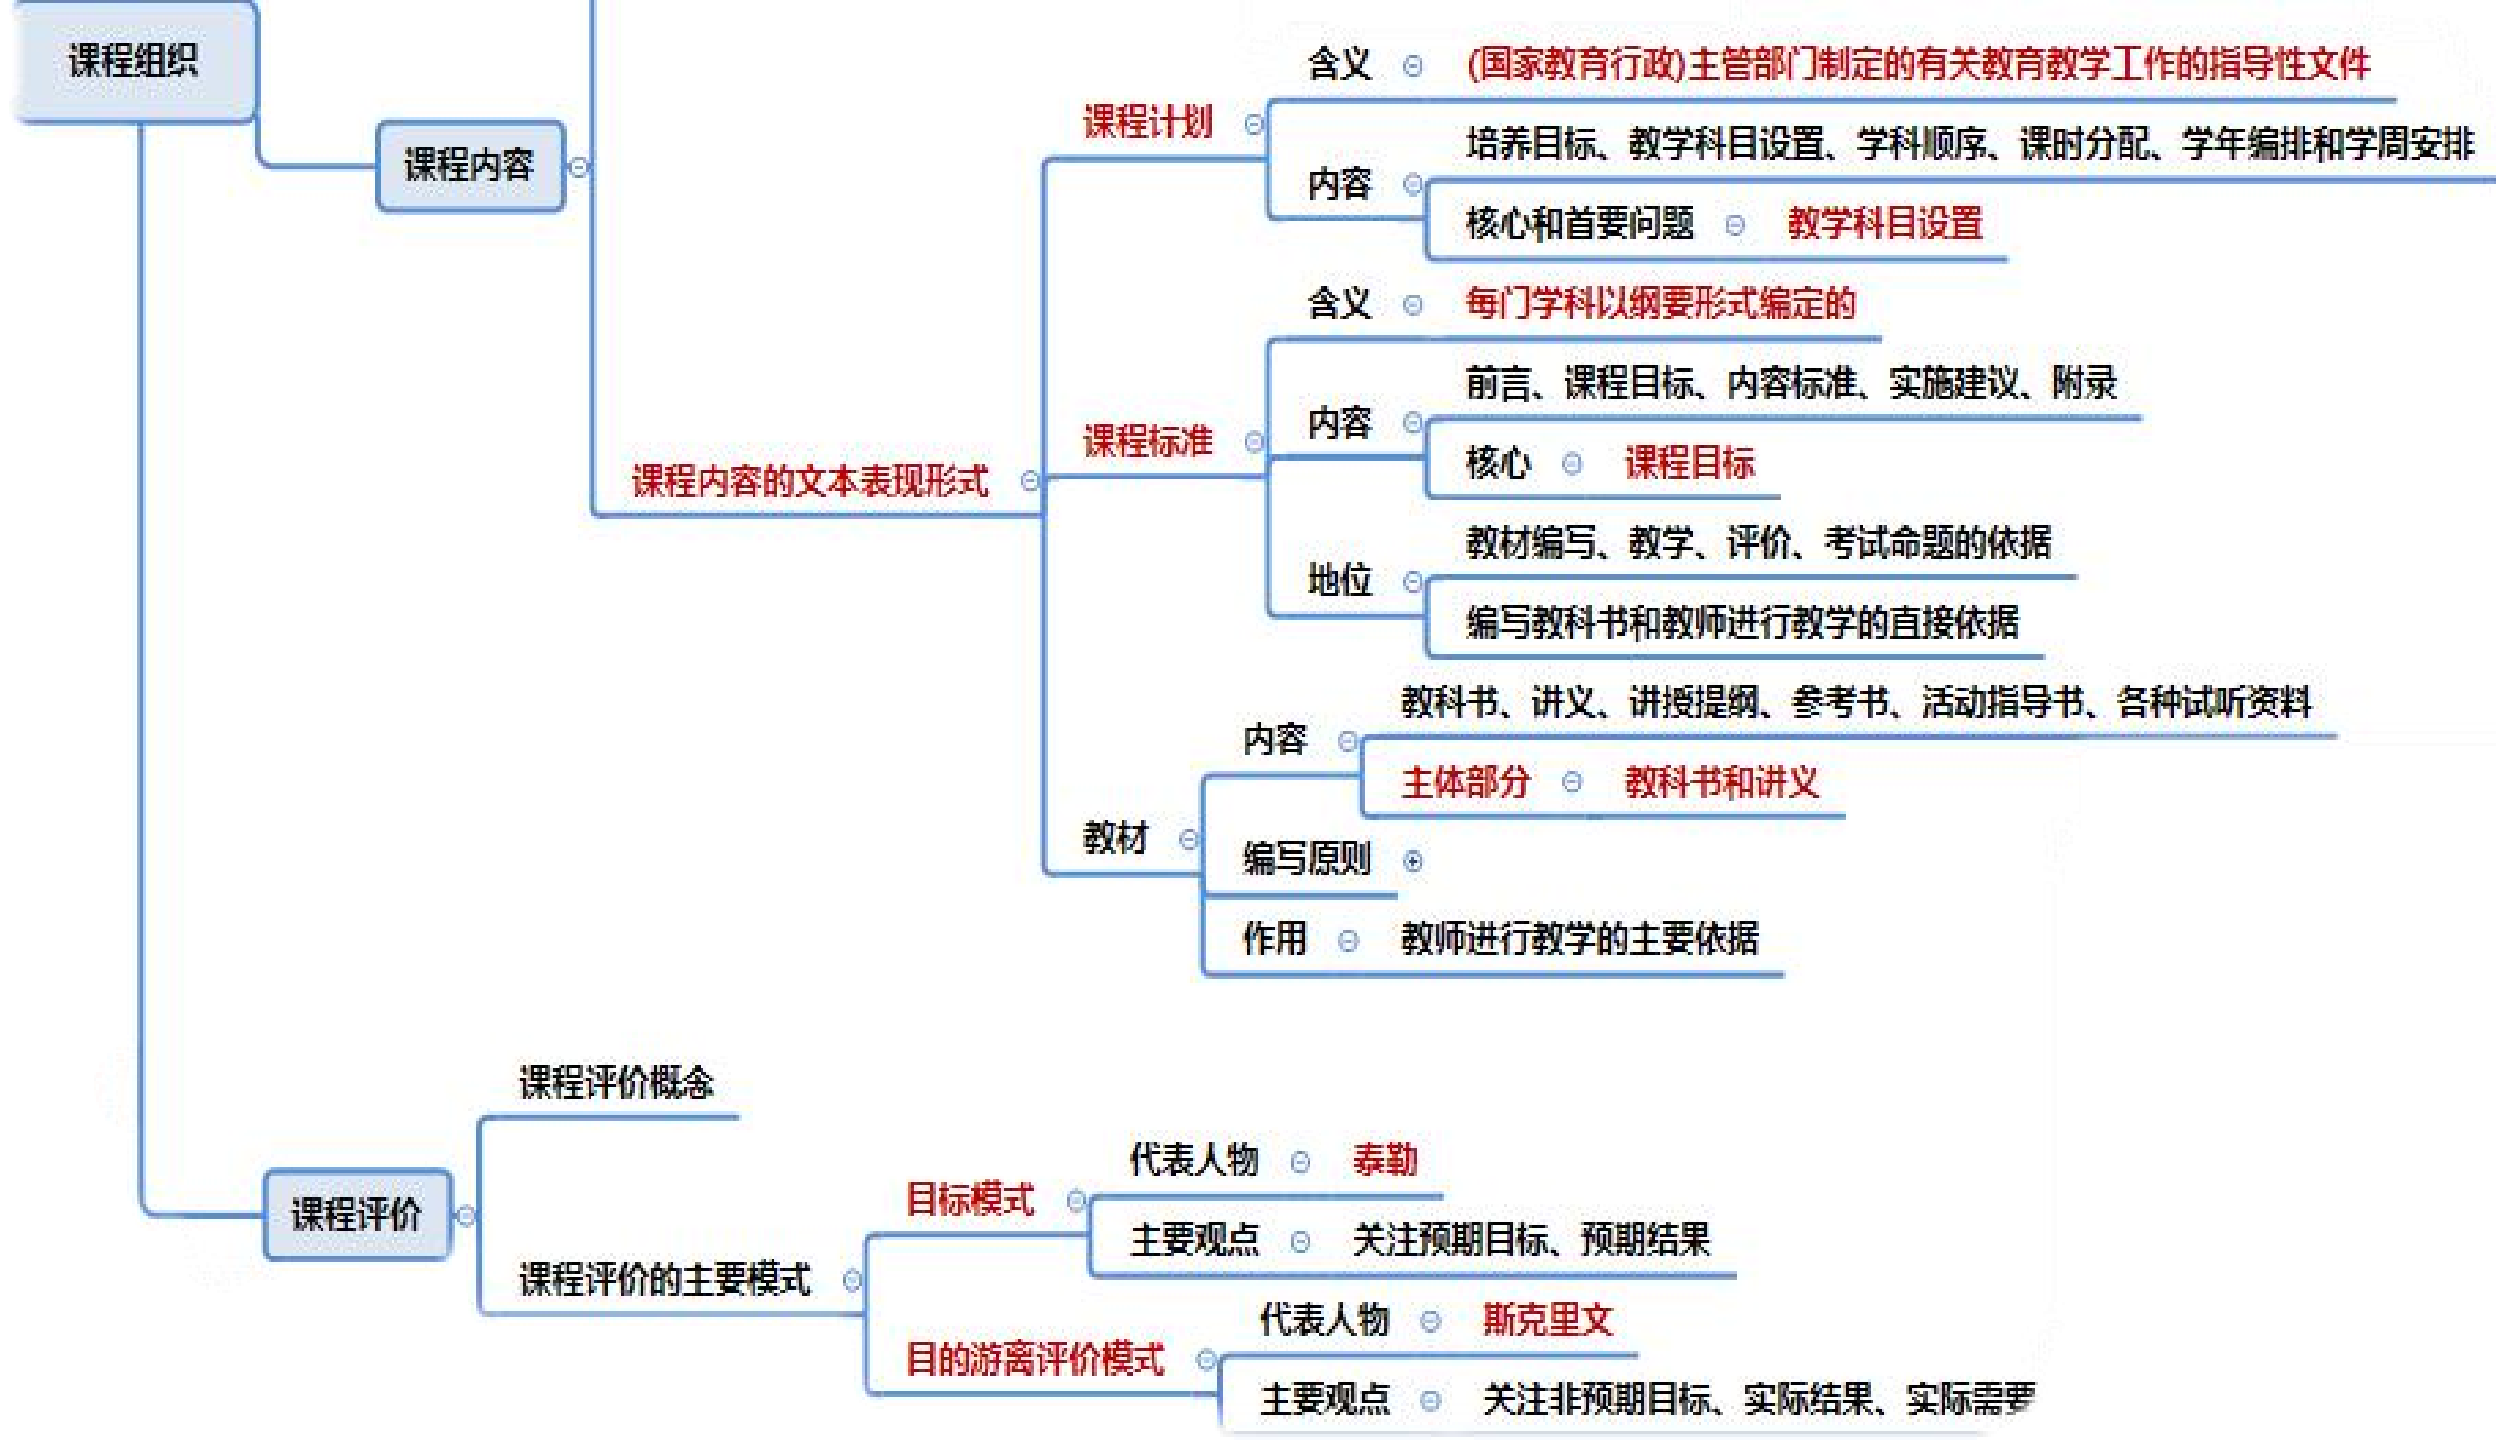 课程组织
课程内容
课程内容的文本表现形式
课程计划
含义
(国家教育行政)主管部门制定的有关教育教学工作的指导性文件
内容
培养目标、教学科目设置、学科顺序、课时分配、学年编排和学周安排
核心和首要问题
教学科目设置
课程标准
含义
每门学科以纲要形式编定的
内容
前言、课程目标、内容标准、实施建议、附录
核心
课程目标
地位
教材编写、教学、评价、考试命题的依据
编写教科书和教师进行教学的直接依据
教材
内容
教科书、讲义、讲授提纲、参考书、活动指导书、各种试听资料
主体部分
教科书和讲义
编写原则
作用
教师进行教学的主要依据
课程评价
课程评价概念
课程评价的主要模式
目标模式
代表人物
泰勒
主要观点
关注预期目标、预期结果
目的游离评价模式
代表人物
斯克里文
主要观点
关注非预期目标、实际结果、实际需要